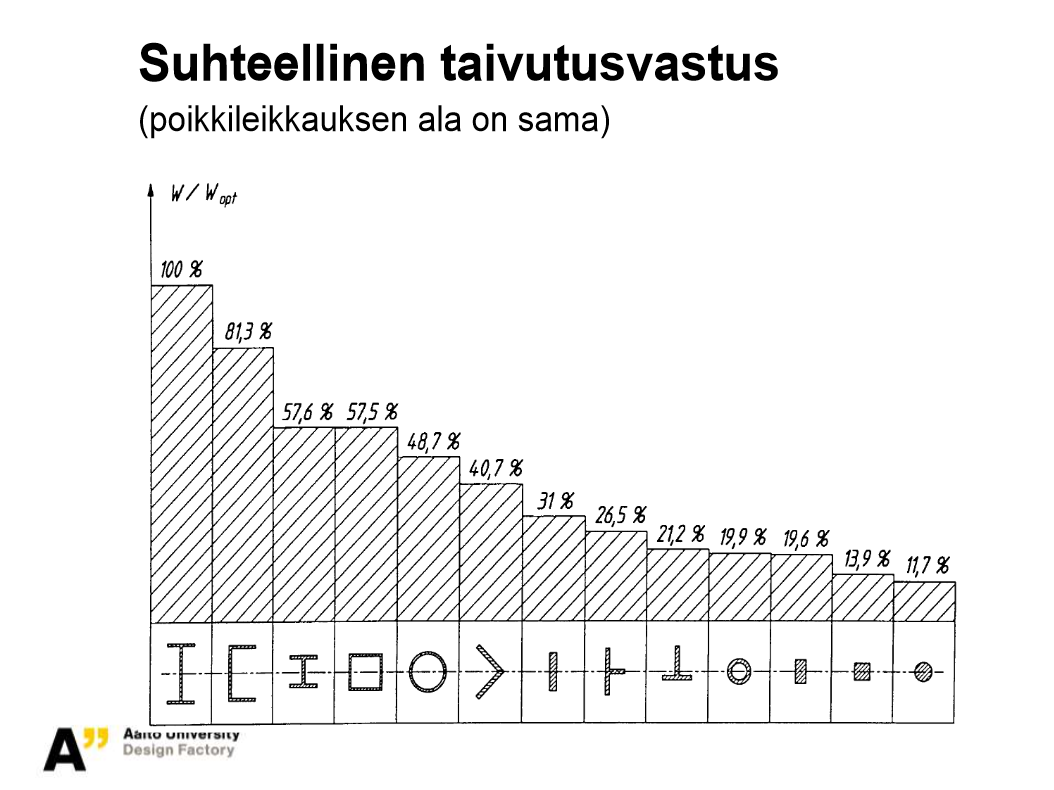 Suhteellinen taivutusvastus
(poikkileikkauksen ala on sama)
W / Wopt
100 %
81,3 %
57,6 %
57,5 %
48,7 %
40,7 %
31 %
26,5 %
21,2 %
19,9 %
19,6 %
13,9 %
11,7 %
A”
Aalto University
Design Factory